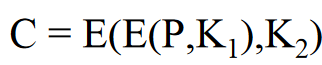 C = E(E(P,K₁),K₂)